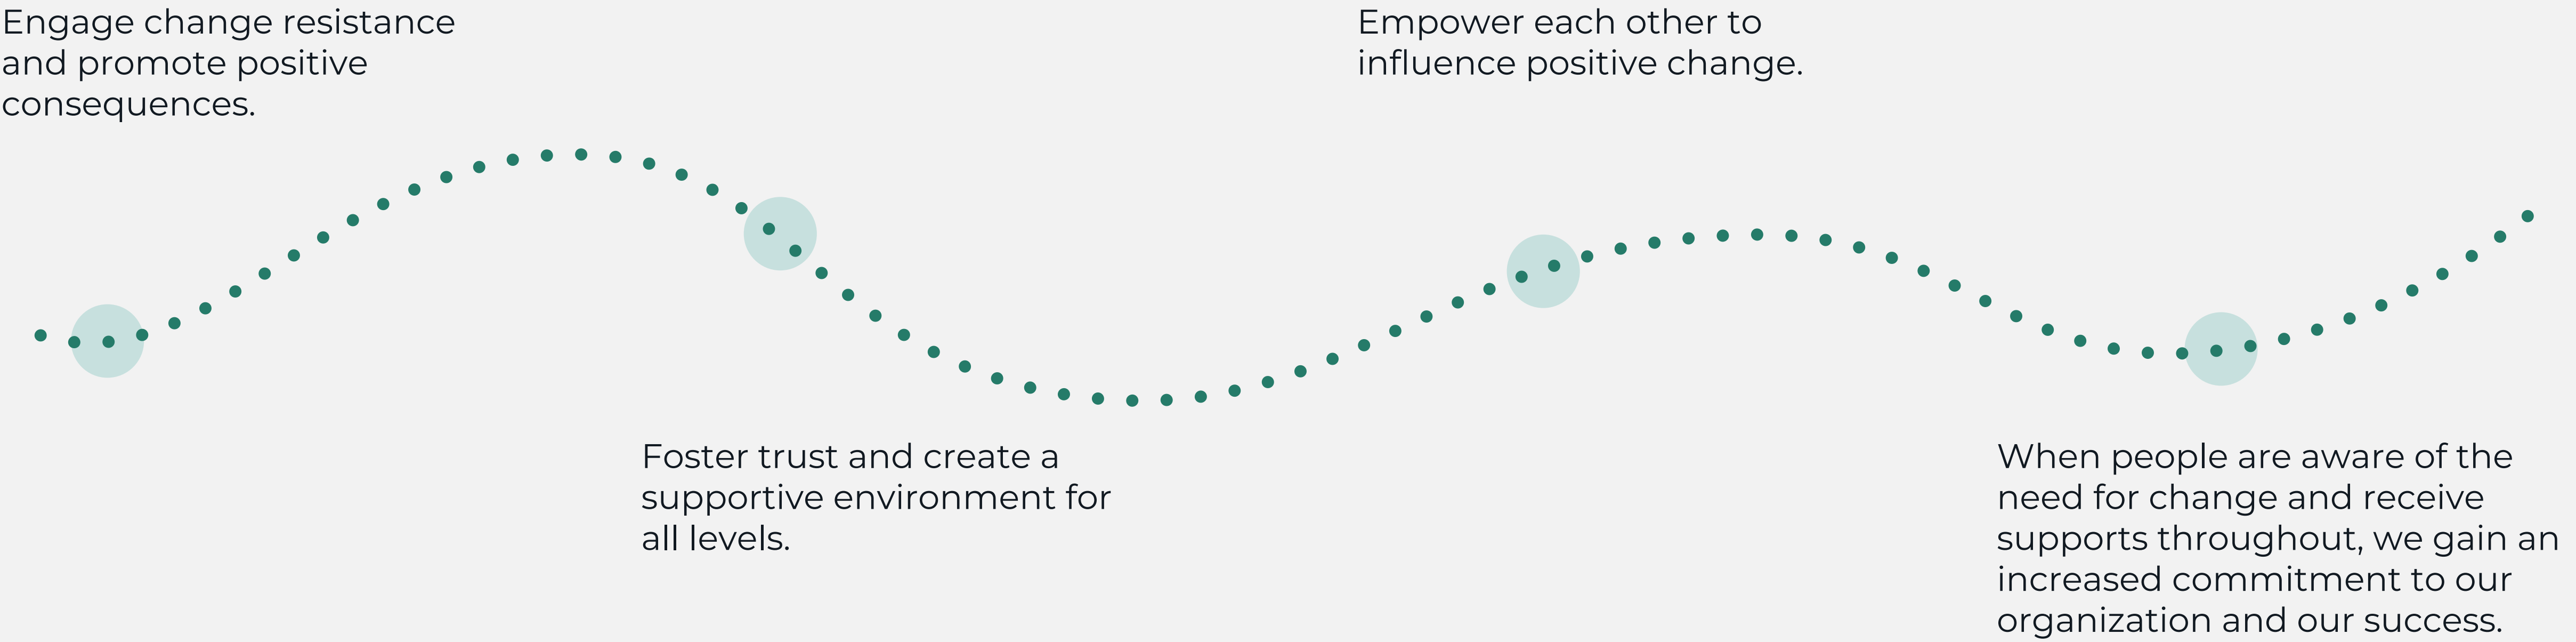 Engage change resistance
and promote positive
consequences.
Foster trust and create a
supportive environment for
all levels.
Empower each other to
influence positive change.
When people are aware of the
need for change and receive
supports throughout, we gain an
increased commitment to our
organization and our success.